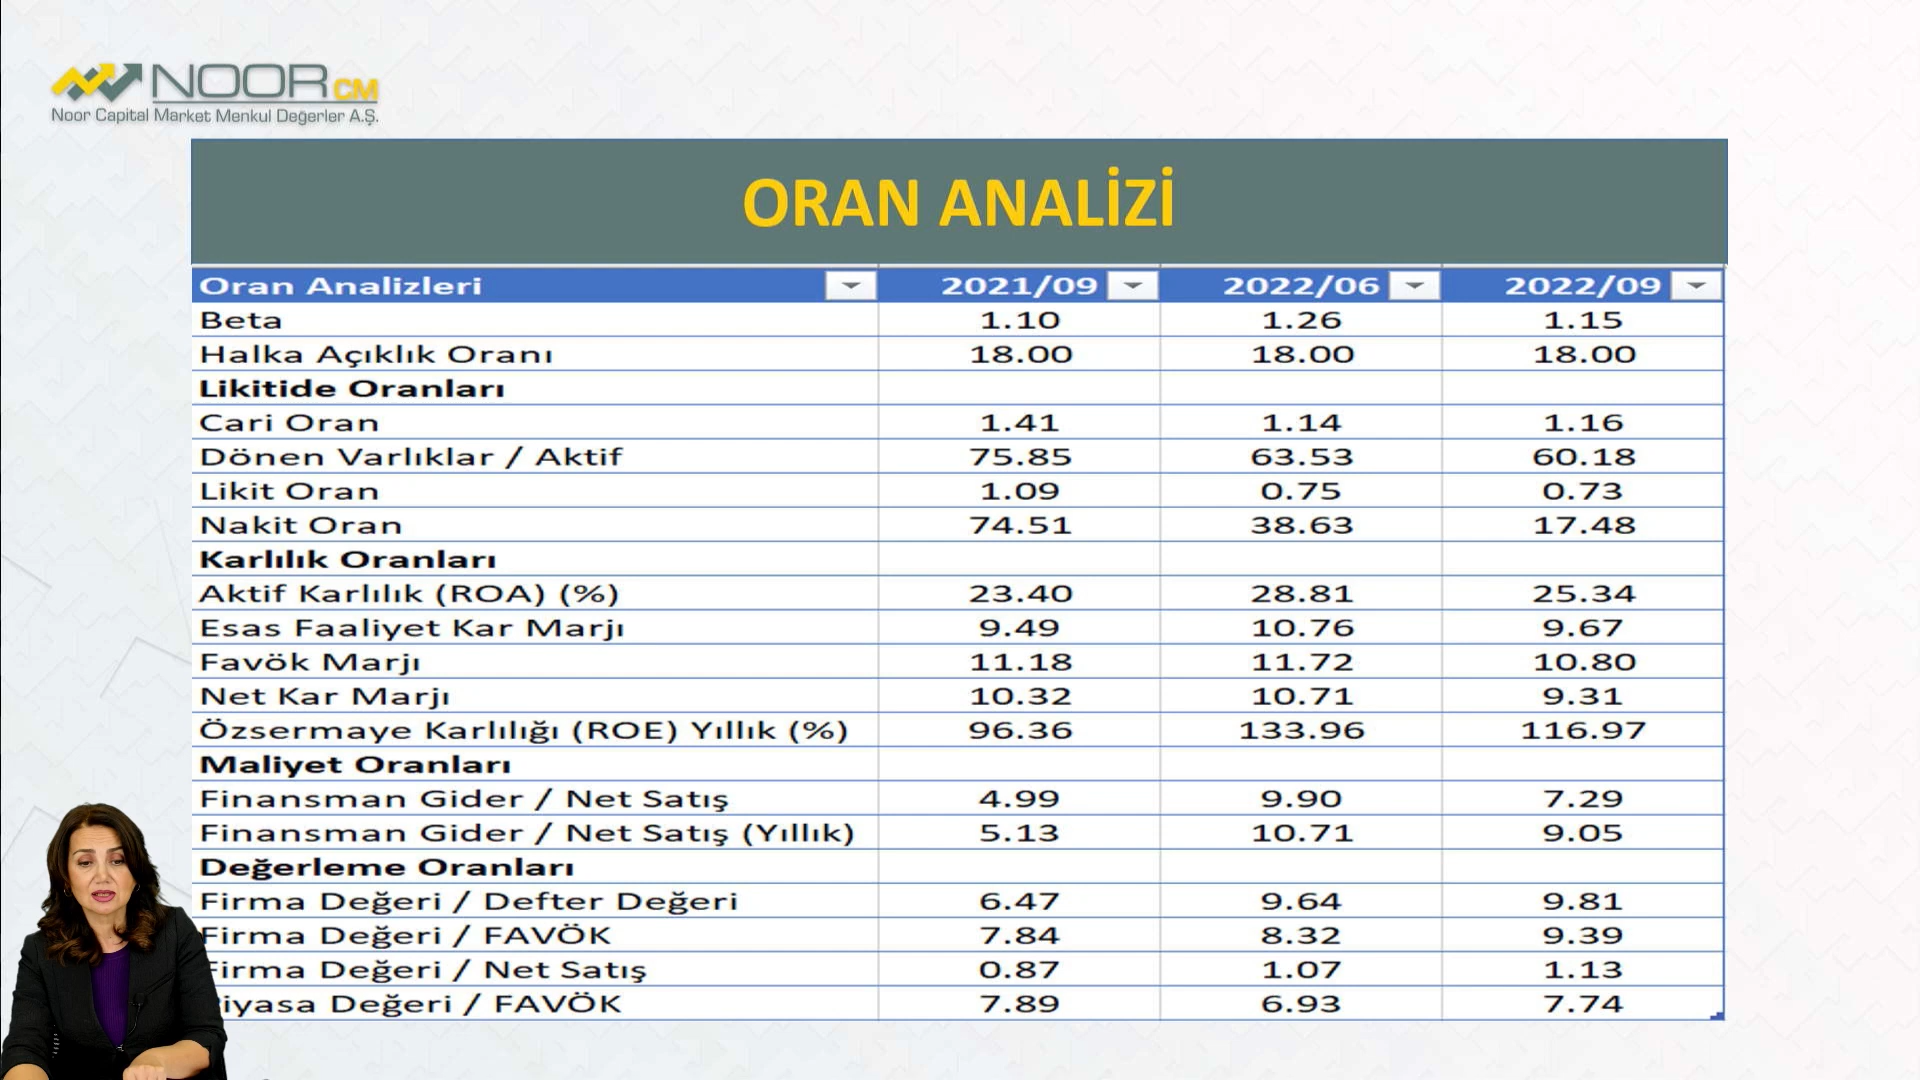 NOOR CM
Noor Capital Market Menkul Değerler A.Ş.
ORAN ANALİZİ
Oran Analizleri 2021/09 2022/06 2022/09
Beta 1.10 1.26 1.15
Halka Açıklık Oranı 18.00 18.00 18.00
Likitide Oranları
Cari Oran 1.41 1.14 1.16
Dönen Varlıklar / Aktif 75.85 63.53 60.18
Likit Oran 1.09 0.75 0.73
Nakit Oran 74.51 38.63 17.48
Karlılık Oranları
Aktif Karlılık (ROA) (%) 23.40 28.81 25.34
Esas Faaliyet Kar Marjı 9.49 10.76 9.67
Favök Marjı 11.18 11.72 10.80
Net Kar Marjı 10.32 10.71 9.31
Özsermaye Karlılığı (ROE) Yıllık (%) 96.36 133.96 116.97
Maliyet Oranları
Finansman Gider / Net Satış 4.99 9.90 7.29
Finansman Gider / Net Satış (Yıllık) 5.13 10.71 9.05
Değerleme Oranları
Firma Değeri / Defter Değeri 6.47 9.64 9.81
Firma Değeri / FAVÖK 7.84 8.32 9.39
Firma Değeri / Net Satış 0.87 1.07 1.13
Piyasa Değeri / FAVÖK 7.89 6.93 7.74